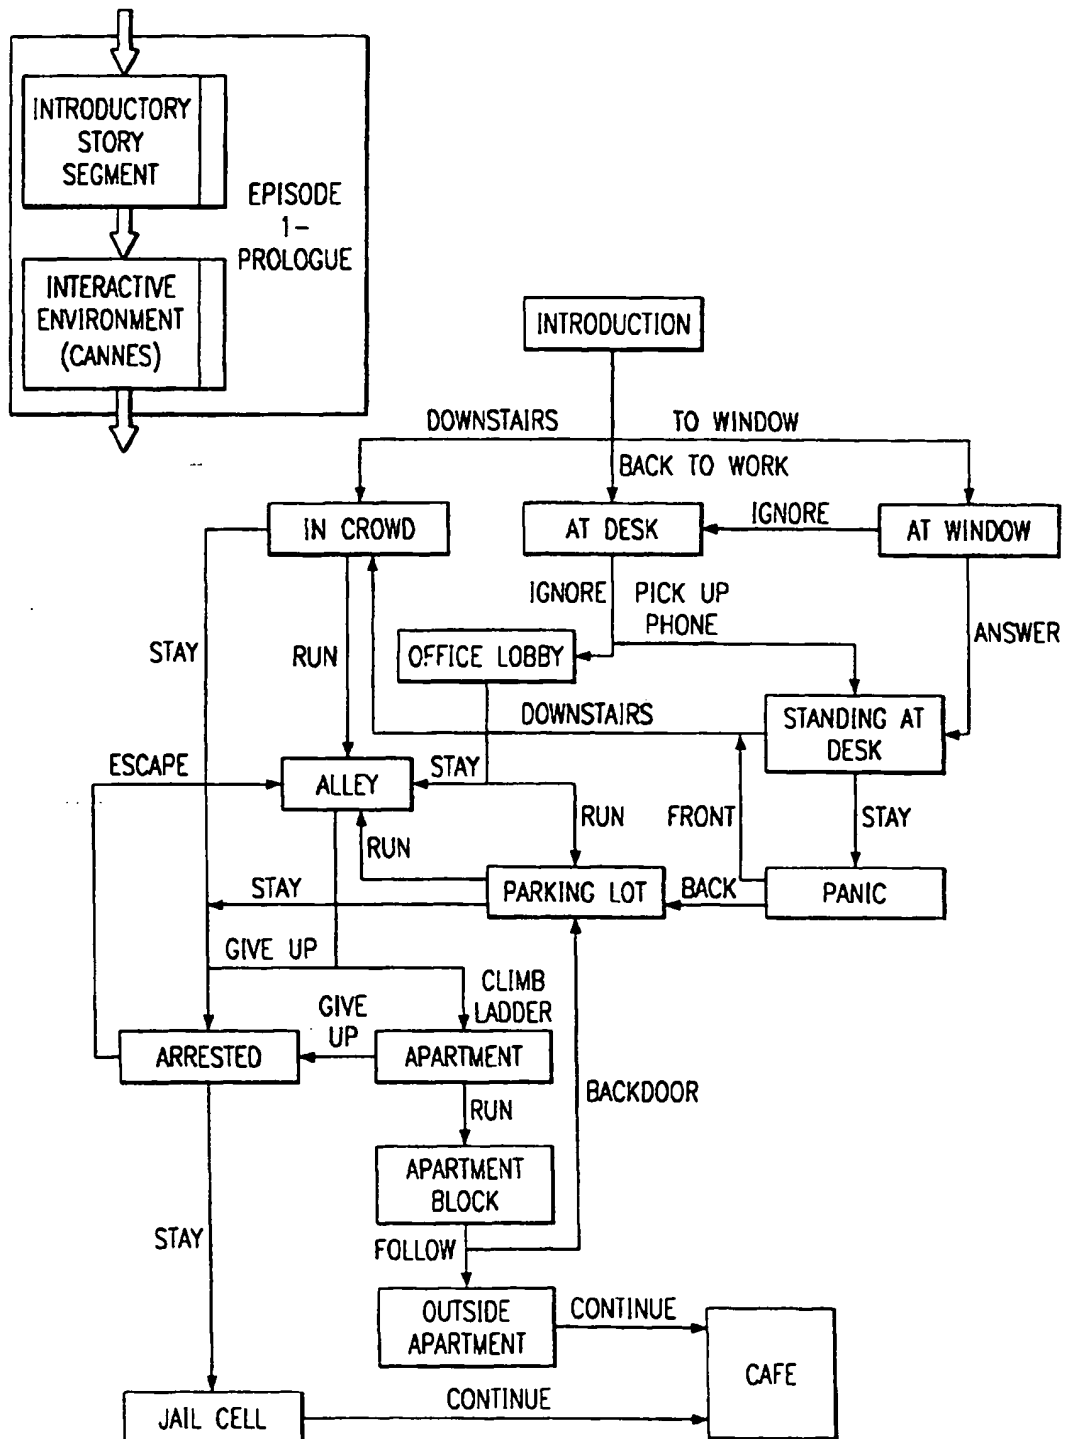 INTRODUCTORY
STORY
SEGMENT
EPISODE
1-
PROLOGUE
INTERACTIVE
ENVIRONMENT
(CANNES)
INTRODUCTION
DOWNSTAIRS
TO WINDOW
BACK TO WORK
IN CROWD
AT DESK
IGNORE
AT WINDOW
IGNORE
PICK UP
PHONE
ANSWER
STAY
RUN
OFFICE LOBBY
DOWNSTAIRS
STANDING AT
DESK
ESCAPE
ALLEY
STAY
RUN
FRONT
STAY
RUN
STAY
PARKING LOT
BACK
PANIC
GIVE UP
CLIMB
LADDER
GIVE
UP
ARRESTED
APARTMENT
BACKDOOR
RUN
APARTMENT
BLOCK
STAY
FOLLOW
OUTSIDE
APARTMENT
CONTINUE
CAFE
JAIL CELL
CONTINUE